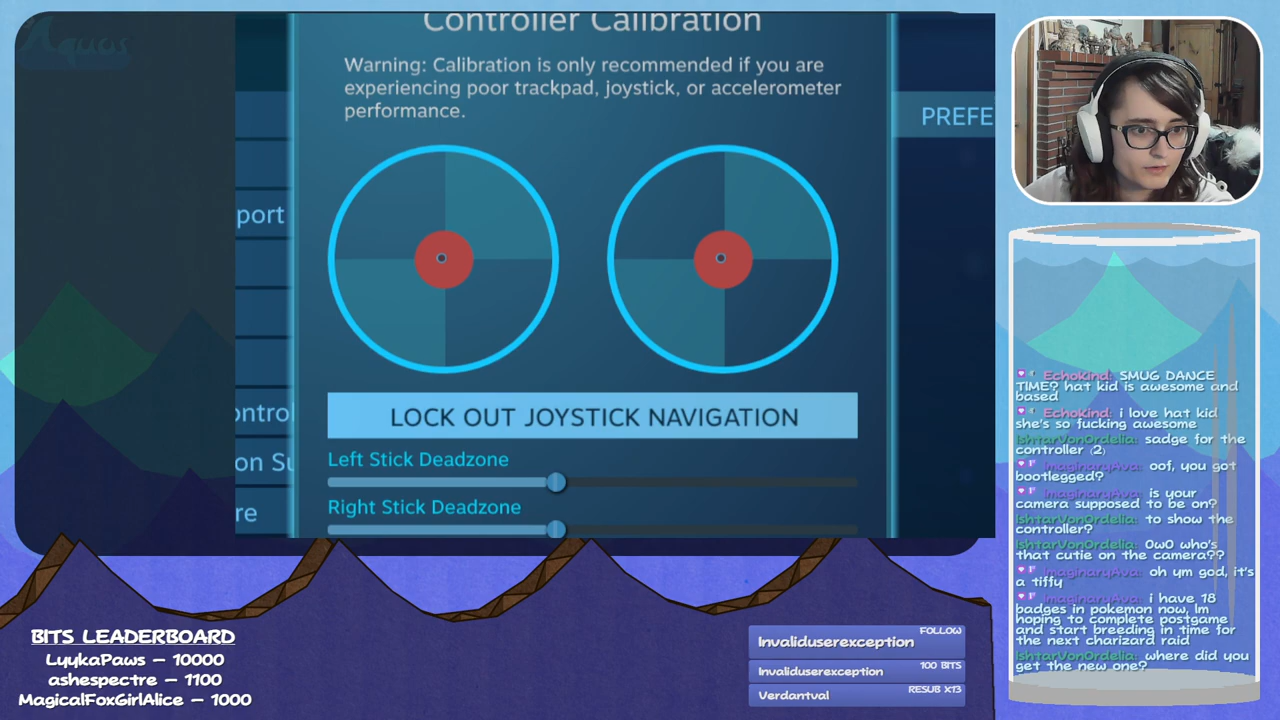 Aquas
Controller Calibration
Warning: Calibration is only recommended if you are
experiencing poor trackpad, joystick, or accelerometer
performance.
PREFE
port
LOCK OUT JOYSTICK NAVIGATION
ontrol
Left Stick Deadzone
on Su
Right Stick Deadzone
re
EchoKind: SMUG DANCE
TIME? hat kid is awesome and
based
EchoKind: i love hat kid
she's so fucking awesome
IshtarVonOrdelia: sadge for the
controller (2)
ImaginaryAva: oof, you got
bootlegged?
ImaginaryAva: is your
camera supposed to be on?
IshtarVonOrdelia: to show the
controller?
IshtarVonOrdelia: OwO who's
that cutie on the camera??
ImaginaryAva: oh ym god, it's
a tiffy
ImaginaryAva: i have 18
badges in pokemon now, Im
hoping to complete postgame
and start breeding in time for
the next charizard raid
IshtarVonOrdelia: where did you
get the new one?
BITS LEADERBOARD
LyykaPaws – 10000
ashespectre – 1100
MagicalFoxGirlAlice – 1000
FOLLOW
Invaliduserexception
100 BITS
Invaliduserexception
RESUB X13
Verdantval